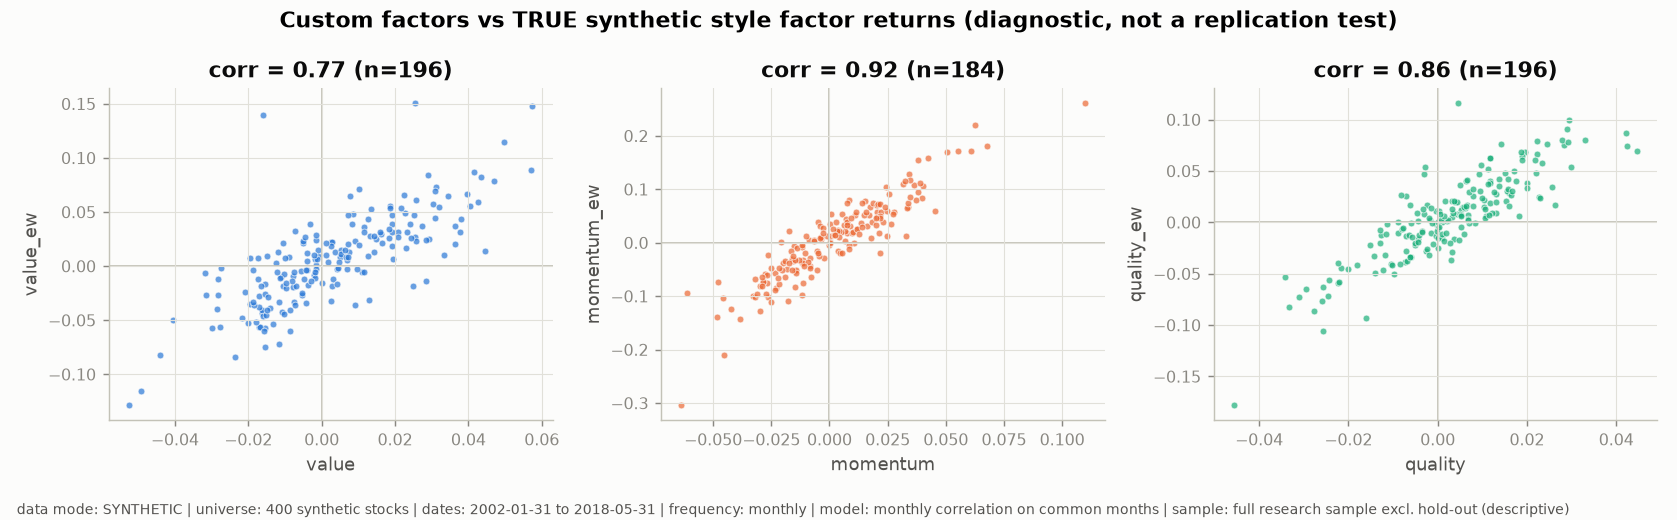 Custom factors vs TRUE synthetic style factor returns (diagnostic, not a replication test)
corr = 0.77 (n=196)
0.15
0.10
0.05
0.00
−0.05
−0.10
value_ew
−0.04 −0.02 0.00 0.02 0.04 0.06
value
corr = 0.92 (n=184)
0.2
0.1
0.0
−0.1
−0.2
−0.3
momentum_ew
−0.050 −0.025 0.000 0.025 0.050 0.075 0.100
momentum
corr = 0.86 (n=196)
0.10
0.05
0.00
−0.05
−0.10
−0.15
quality_ew
−0.04 −0.02 0.00 0.02 0.04
quality
data mode: SYNTHETIC | universe: 400 synthetic stocks | dates: 2002-01-31 to 2018-05-31 | frequency: monthly | model: monthly correlation on common months | sample: full research sample excl. hold-out (descriptive)